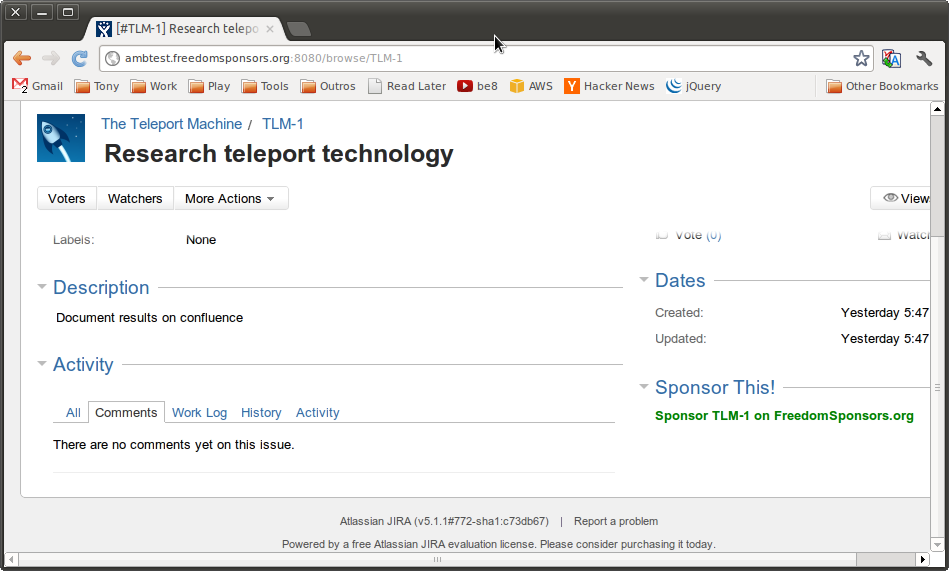 [#TLM-1] Research telepo
ambtest.freedomsponsors.org:8080/browse/TLM-1
Gmail Tony Work Play Tools Outros Read Later be8 AWS Hacker News jQuery Other Bookmarks
The Teleport Machine / TLM-1
Research teleport technology
Voters Watchers More Actions View
Labels: None
Vote (0) Watch
Description
Document results on confluence
Dates
Created: Yesterday 5:47
Updated: Yesterday 5:47
Activity
Sponsor This!
Sponsor TLM-1 on FreedomSponsors.org
All Comments Work Log History Activity
There are no comments yet on this issue.
Atlassian JIRA (v5.1.1#772-sha1:c73db67) | Report a problem
Powered by a free Atlassian JIRA evaluation license. Please consider purchasing it today.